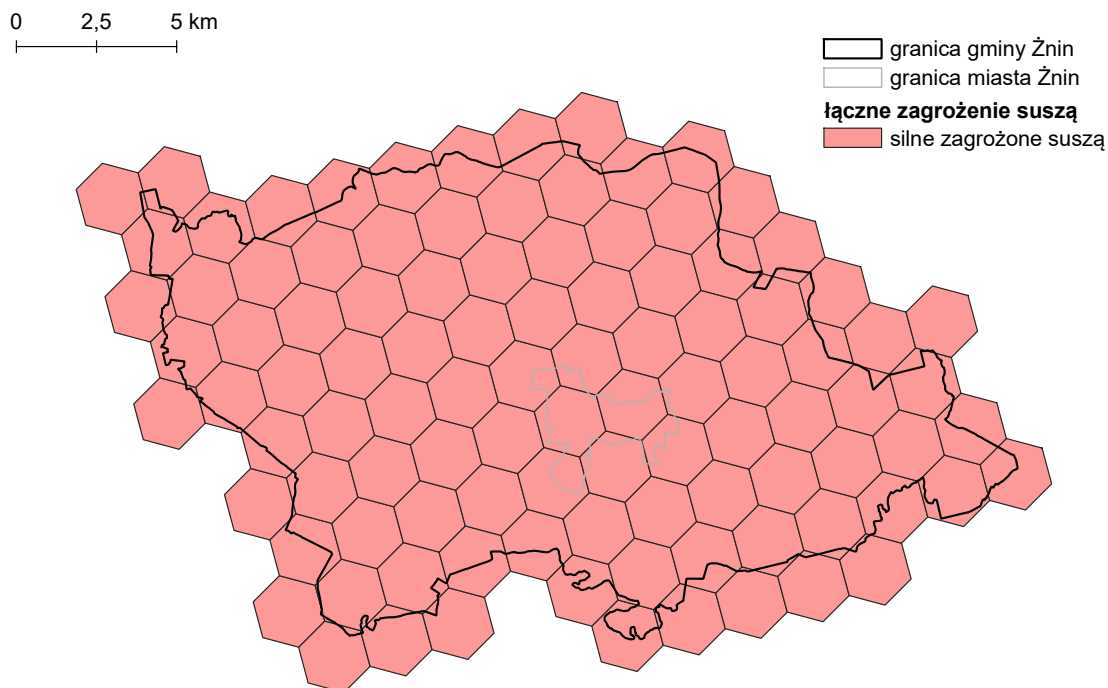 0 2,5 5 km
granica gminy Żnin
granica miasta Żnin
łączne zagrożenie suszą
silne zagrożone suszą